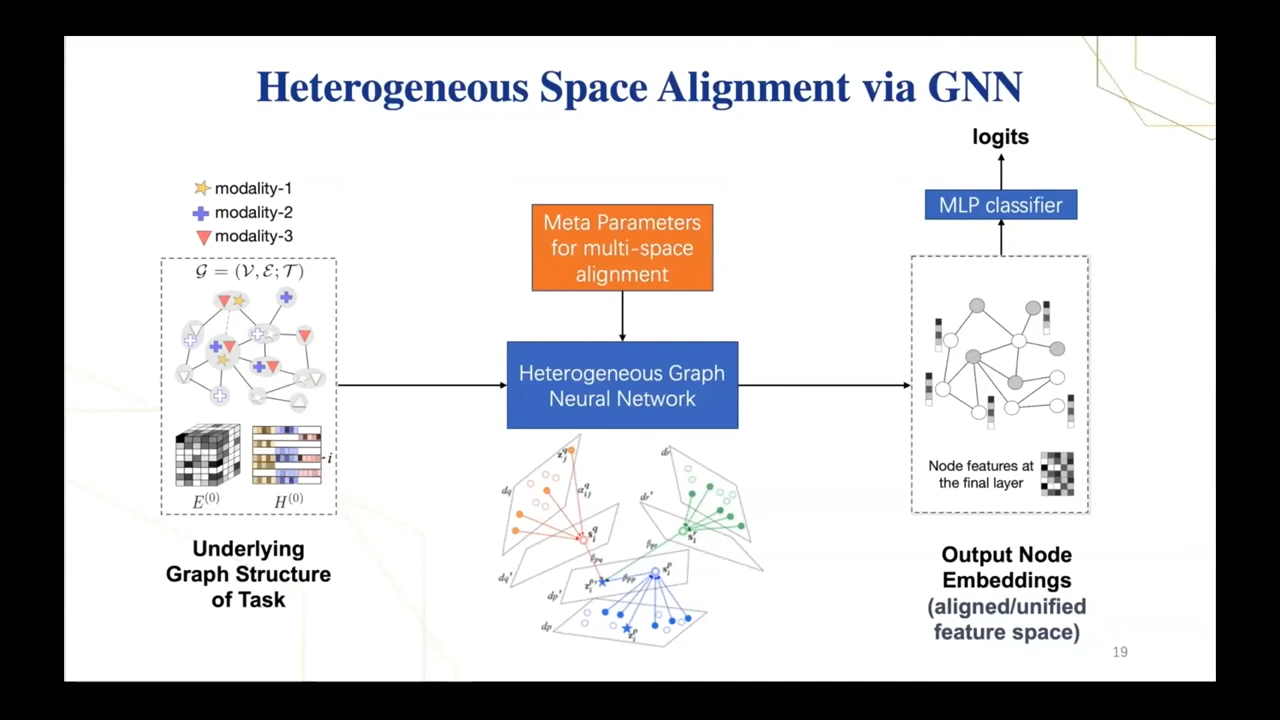 Heterogeneous Space Alignment via GNN
modality-1
modality-2
modality-3
𝒢 = (𝒱, ℰ; 𝒯)
E⁽⁰⁾
H⁽⁰⁾
i
Underlying
Graph Structure
of Task
Meta Parameters
for multi-space
alignment
Heterogeneous Graph
Neural Network
logits
MLP classifier
Node features at
the final layer
Output Node
Embeddings
(aligned/unified
feature space)
19